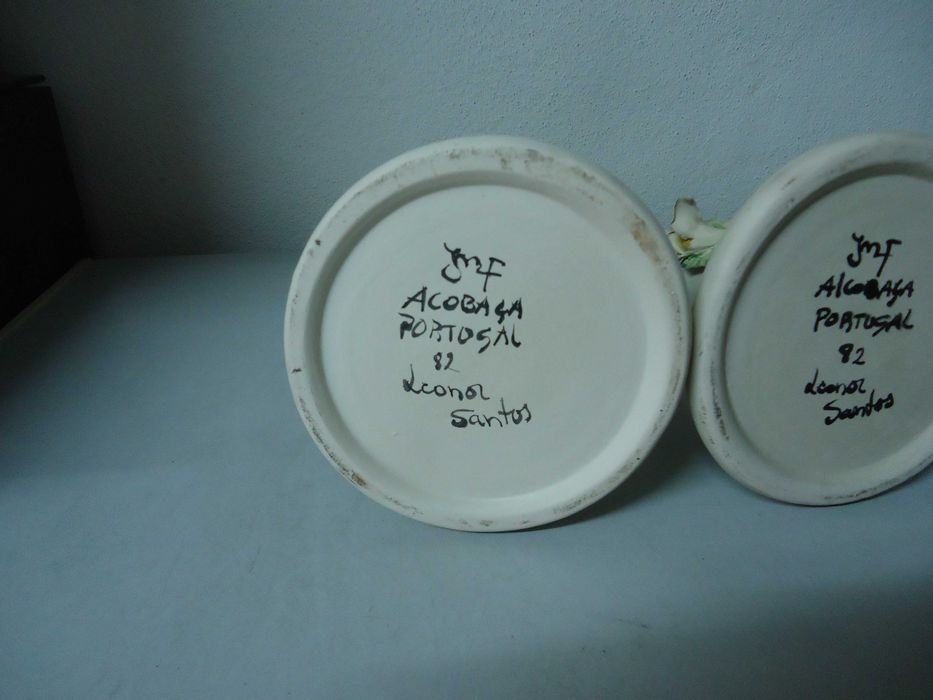 JMF
ACOBAÇA
PORTUGAL
82
Leonor
Santos
JMF
AlCOBAÇA
PORTUGAL
82
Leonor
Santos